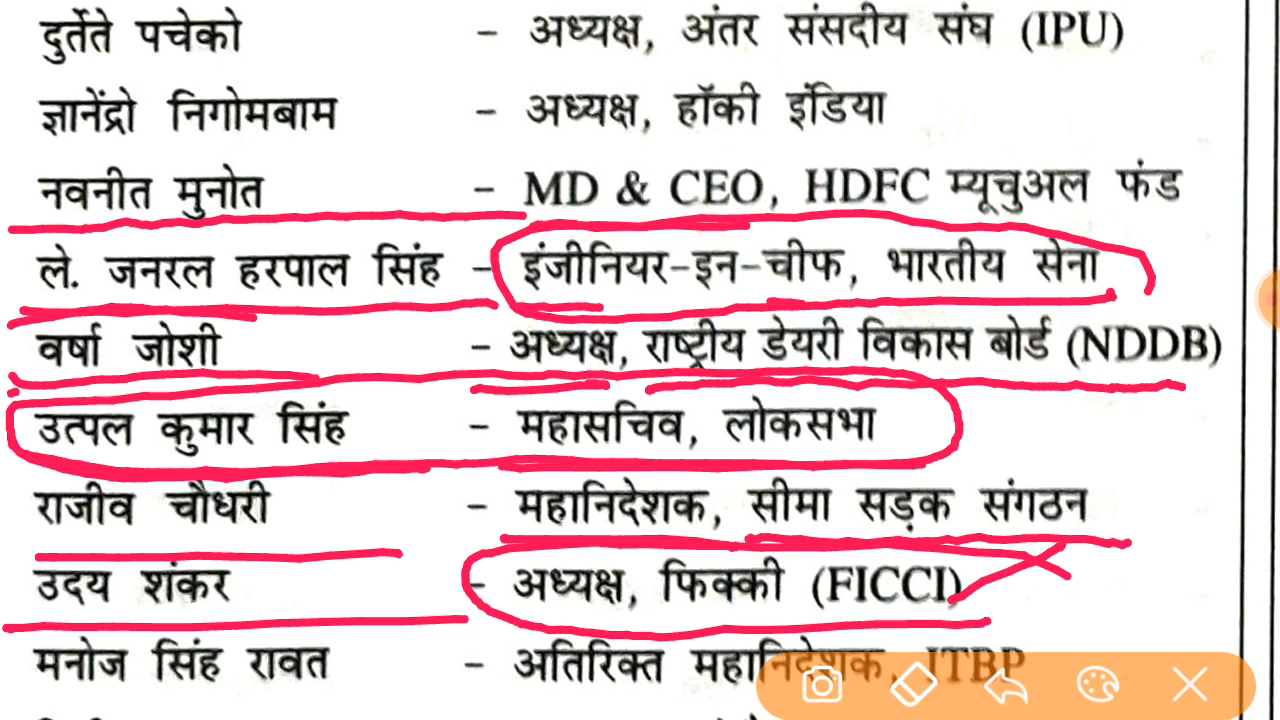 दुर्तेते पचेको - अध्यक्ष, अंतर संसदीय संघ (IPU)
ज्ञानेंद्रो निगोमबाम - अध्यक्ष, हॉकी इंडिया
नवनीत मुनोत - MD & CEO, HDFC म्यूचुअल फंड
ले. जनरल हरपाल सिंह - इंजीनियर-इन-चीफ, भारतीय सेना
वर्षा जोशी - अध्यक्ष, राष्ट्रीय डेयरी विकास बोर्ड (NDDB)
उत्पल कुमार सिंह - महासचिव, लोकसभा
राजीव चौधरी - महानिदेशक, सीमा सड़क संगठन
उदय शंकर - अध्यक्ष, फिक्की (FICCI)
मनोज सिंह रावत - अतिरिक्त महानिदेशक, ITBP